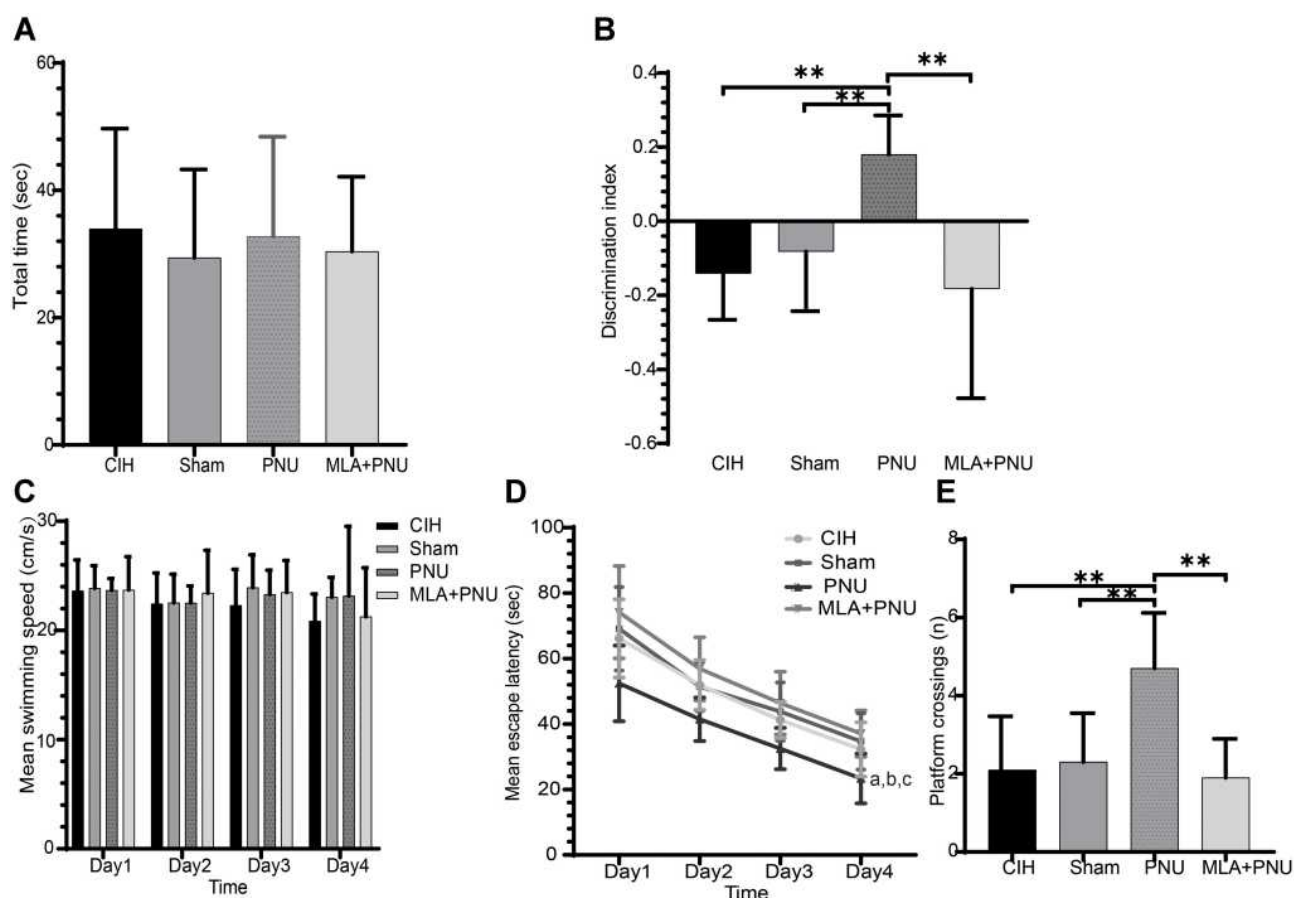 A
Total time (sec)
60
40
20
0
CIH Sham PNU MLA+PNU
B
Discrimination index
0.4
0.2
0.0
-0.2
-0.4
-0.6
**
**
**
CIH Sham PNU MLA+PNU
C
Mean swimming speed (cm/s)
30
20
10
0
CIH
Sham
PNU
MLA+PNU
Day1 Day2 Day3 Day4
Time
D
Mean escape latency (sec)
100
80
60
40
20
0
CIH
Sham
PNU
MLA+PNU
a,b,c
Day1 Day2 Day3 Day4
Time
E
Platform crossings (n)
8
6
4
2
0
**
**
**
CIH Sham PNU MLA+PNU